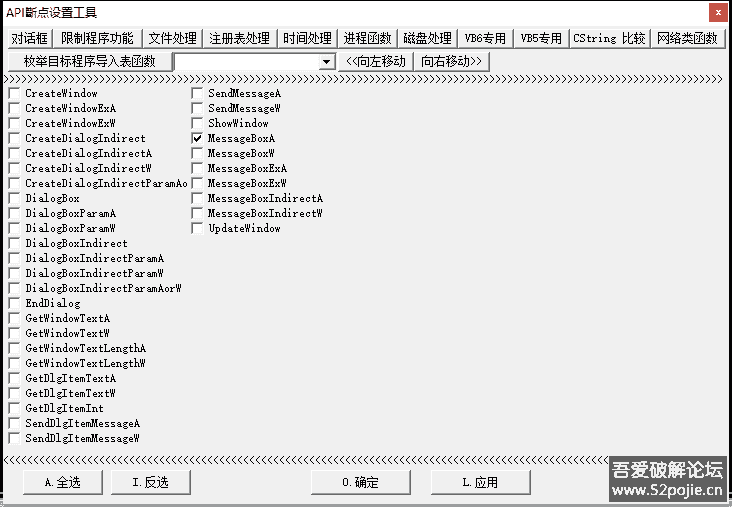 API断点设置工具
对话框 限制程序功能 文件处理 注册表处理 时间处理 进程函数 磁盘处理 VB6专用 VB5专用 CString 比较 网络类函数
枚举目标程序导入表函数 <<向左移动 向右移动>>
CreateWindow SendMessageA
CreateWindowExA SendMessageW
CreateWindowExW ShowWindow
CreateDialogIndirect MessageBoxA
CreateDialogIndirectA MessageBoxW
CreateDialogIndirectW MessageBoxExA
CreateDialogIndirectParamAo MessageBoxExW
DialogBox MessageBoxIndirectA
DialogBoxParamA MessageBoxIndirectW
DialogBoxParamW UpdateWindow
DialogBoxIndirect
DialogBoxIndirectParamA
DialogBoxIndirectParamW
DialogBoxIndirectParamAorW
EndDialog
GetWindowTextA
GetWindowTextW
GetWindowTextLengthA
GetWindowTextLengthW
GetDlgItemTextA
GetDlgItemTextW
GetDlgItemInt
SendDlgItemMessageA
SendDlgItemMessageW
A.全选 I.反选 O.确定 L.应用
吾爱破解论坛
www.52pojie.cn